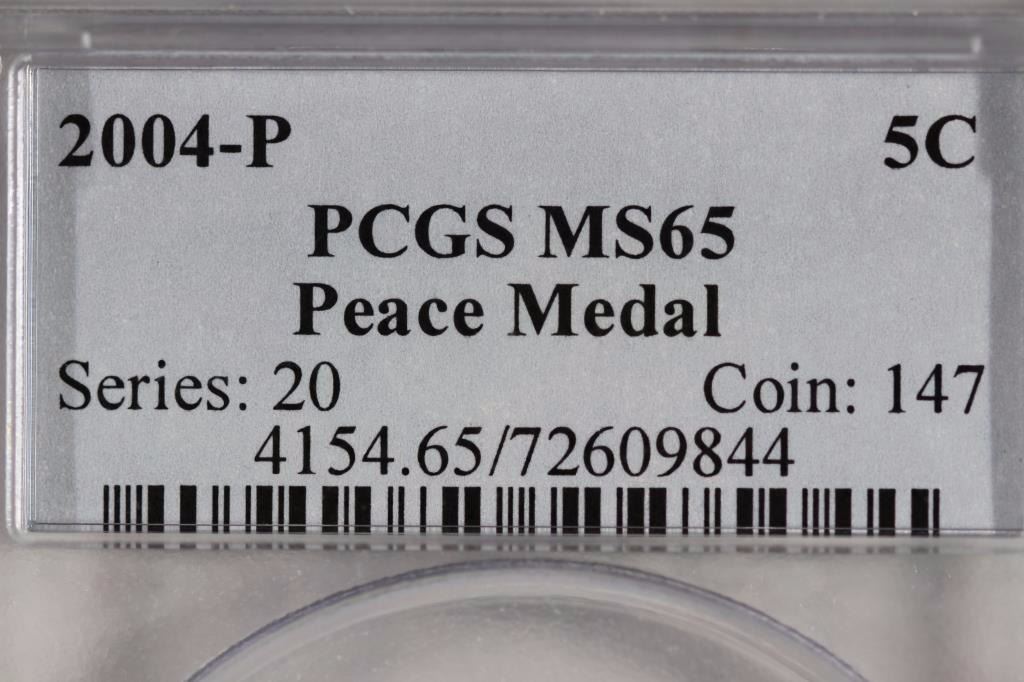 2004-P 5C
PCGS MS65
Peace Medal
Series: 20 Coin: 147
4154.65/72609844